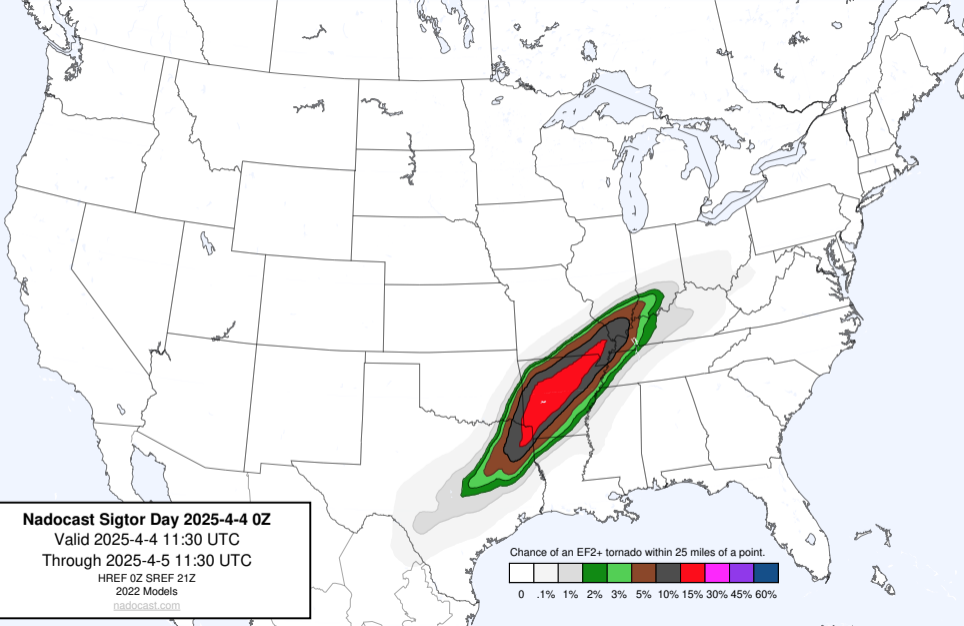 Nadocast Sigtor Day 2025-4-4 0Z
Valid 2025-4-4 11:30 UTC
Through 2025-4-5 11:30 UTC
HREF 0Z SREF 21Z
2022 Models
nadocast.com
Chance of an EF2+ tornado within 25 miles of a point.
0 .1% 1% 2% 3% 5% 10% 15% 30% 45% 60%